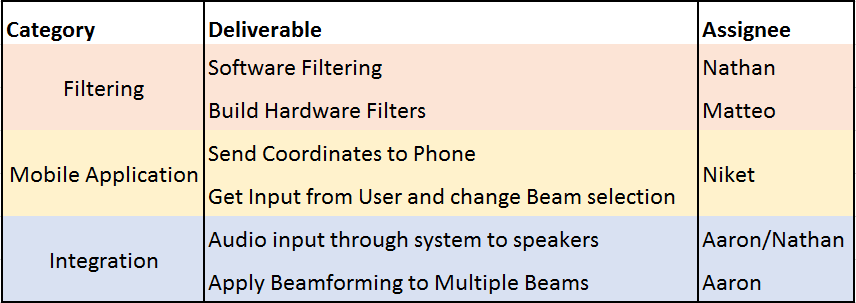 Category Deliverable Assignee
Filtering
Software Filtering Nathan
Build Hardware Filters Matteo
Mobile Application
Send Coordinates to Phone
Get Input from User and change Beam selection
Niket
Integration
Audio input through system to speakers Aaron/Nathan
Apply Beamforming to Multiple Beams Aaron